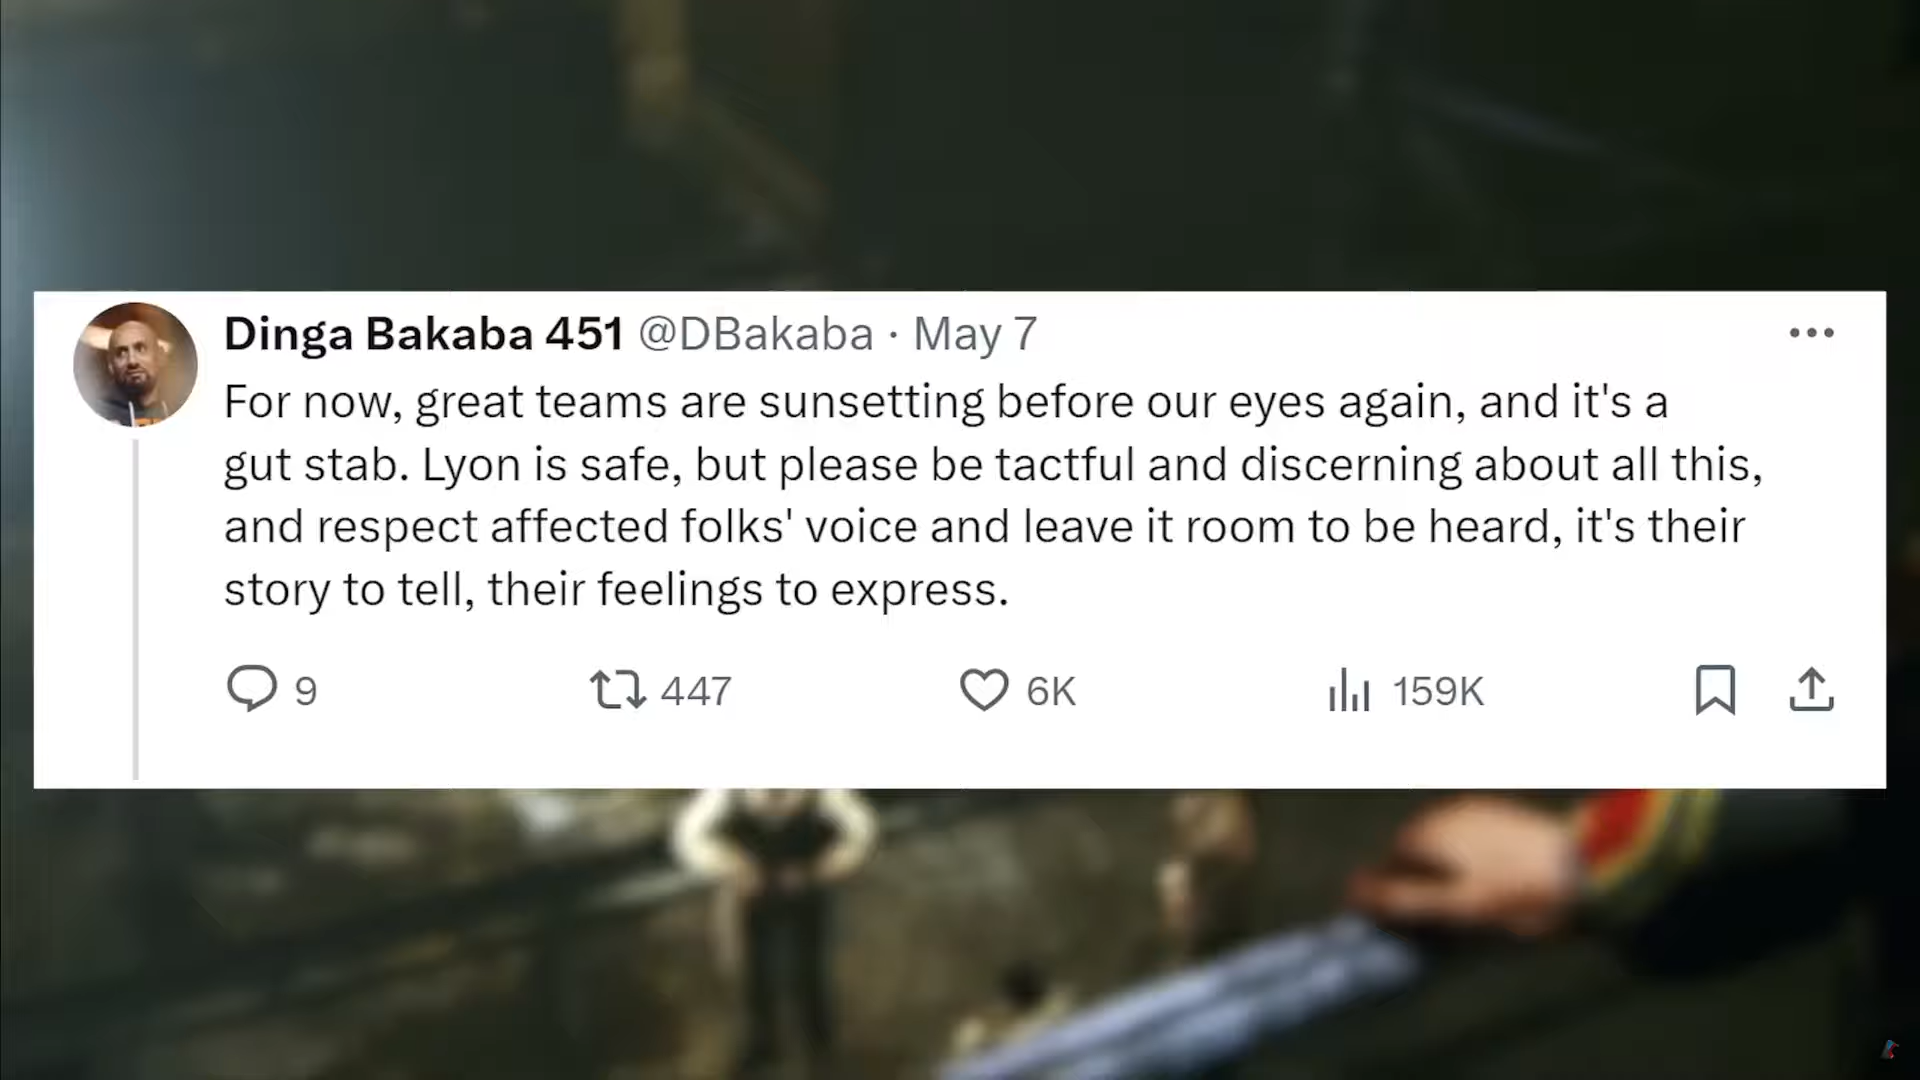 Dinga Bakaba 451 @DBakaba · May 7
For now, great teams are sunsetting before our eyes again, and it's a
gut stab. Lyon is safe, but please be tactful and discerning about all this,
and respect affected folks' voice and leave it room to be heard, it's their
story to tell, their feelings to express.
9 447 6K 159K